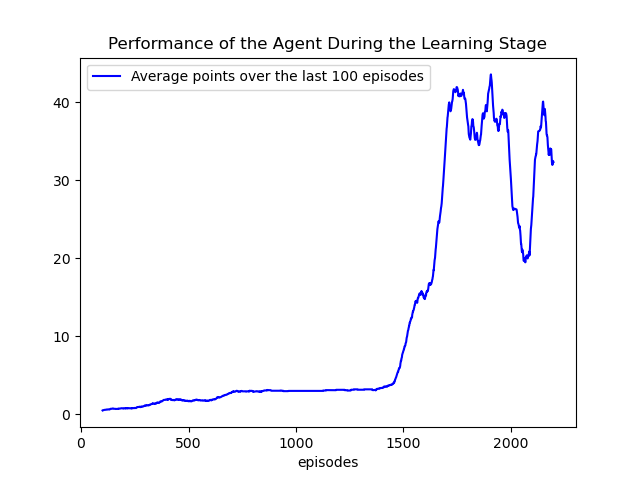 Performance of the Agent During the Learning Stage
Average points over the last 100 episodes
40
30
20
10
0
0 500 1000 1500 2000
episodes